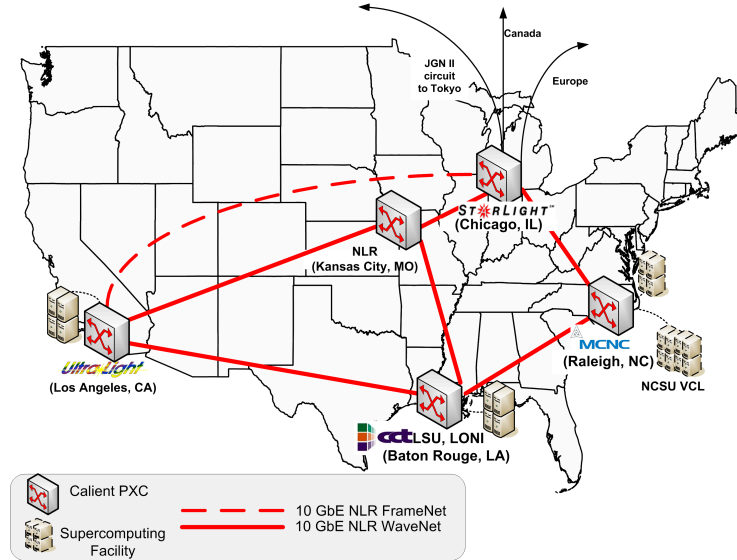 Canada
JGN II
circuit
to Tokyo
Europe
STARLIGHT™
(Chicago, IL)
NLR
(Kansas City, MO)
UltraLight
(Los Angeles, CA)
MCNC
(Raleigh, NC)
NCSU VCL
cct LSU, LONI
(Baton Rouge, LA)
Calient PXC
10 GbE NLR FrameNet
10 GbE NLR WaveNet
Supercomputing
Facility